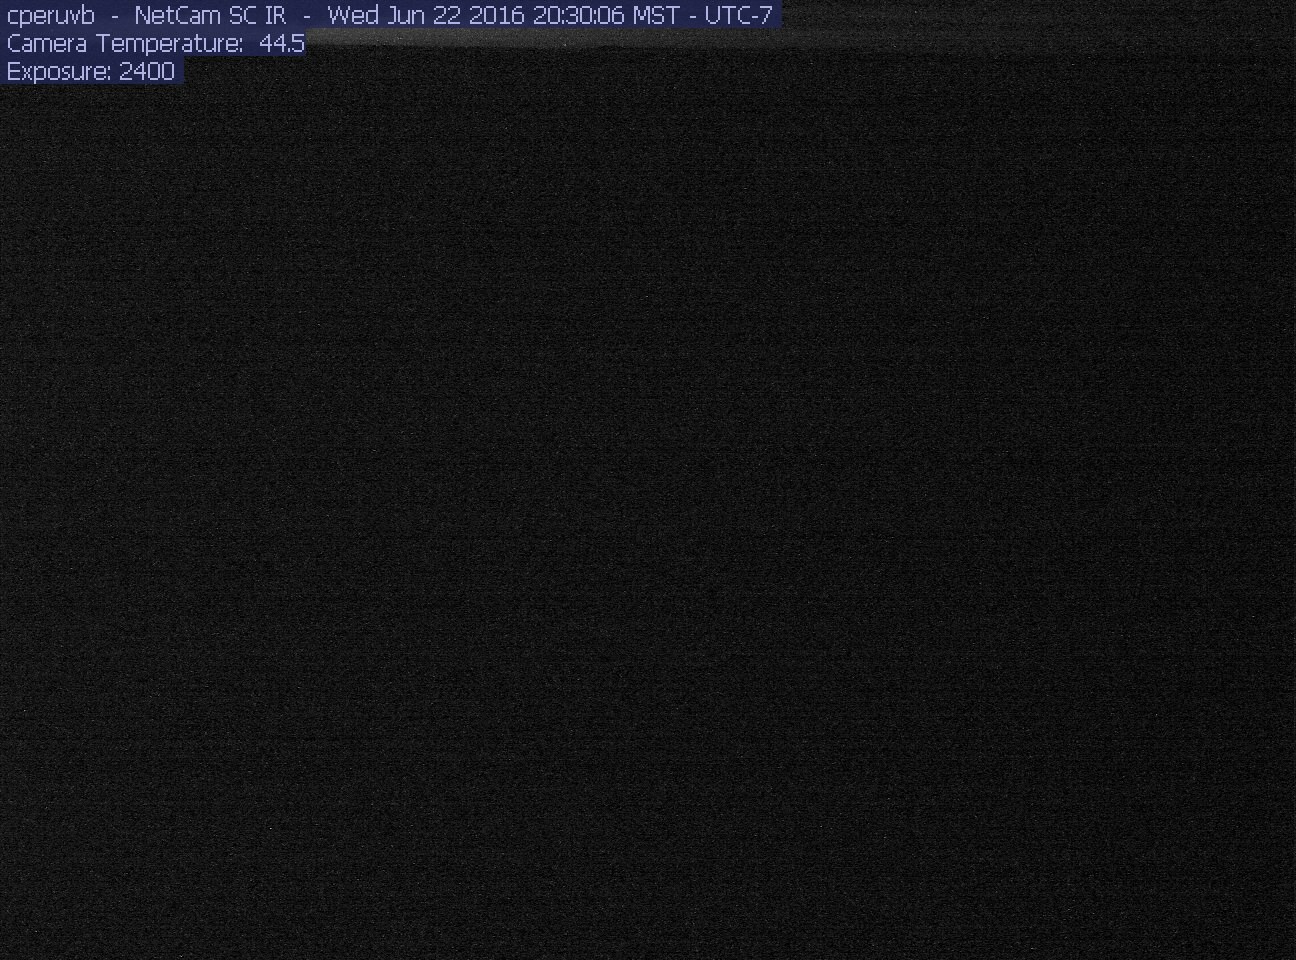 cperuvb - NetCam SC IR - Wed Jun 22 2016 20:30:06 MST - UTC-7
Camera Temperature: 44.5
Exposure: 2400